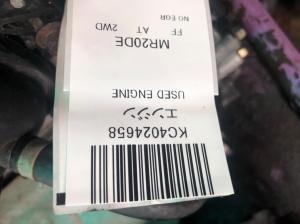 KC4024658
エンジン
USED ENGINE
MR20DE
FF AT 2WD
NO EGR